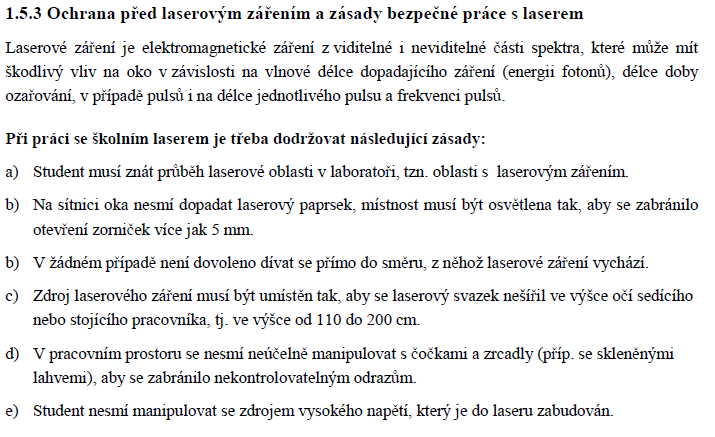 1.5.3 Ochrana před laserovým zářením a zásady bezpečné práce s laserem
Laserové záření je elektromagnetické záření z viditelné i neviditelné části spektra, které může mít
škodlivý vliv na oko v závislosti na vlnové délce dopadajícího záření (energii fotonů), délce doby
ozařování, v případě pulsů i na délce jednotlivého pulsu a frekvenci pulsů.
Při práci se školním laserem je třeba dodržovat následující zásady:
a) Student musí znát průběh laserové oblasti v laboratoři, tzn. oblasti s laserovým zářením.
b) Na sítnici oka nesmí dopadat laserový paprsek, místnost musí být osvětlena tak, aby se zabránilo
otevření zorniček více jak 5 mm.
b) V žádném případě není dovoleno dívat se přímo do směru, z něhož laserové záření vychází.
c) Zdroj laserového záření musí být umístěn tak, aby se laserový svazek nešířil ve výšce očí sedícího
nebo stojícího pracovníka, tj. ve výšce od 110 do 200 cm.
d) V pracovním prostoru se nesmí neúčelně manipulovat s čočkami a zrcadly (příp. se skleněnými
lahvemi), aby se zabránilo nekontrolovatelným odrazům.
e) Student nesmí manipulovat se zdrojem vysokého napětí, který je do laseru zabudován.